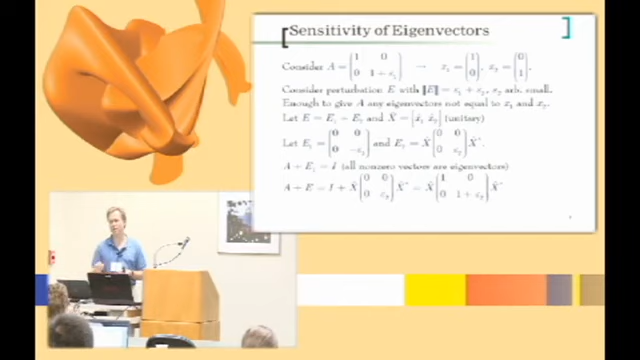 Sensitivity of Eigenvectors
Consider A = (1 0; 0 1 + ε₁) → x₁ = (1; 0), x₂ = (0; 1).
Consider perturbation E with ‖E‖ = ε₁ + ε₂, ε₂ arb. small.
Enough to give A any eigenvectors not equal to x₁ and x₂.
Let E = E₁ + E₂ and X̂ = [x̂₁ x̂₂] (unitary)
Let E₁ = (0 0; 0 −ε₁) and E₂ = X̂ (0 0; 0 ε₂) X̂*.
A + E₁ = I (all nonzero vectors are eigenvectors)
A + E = I + X̂ (0 0; 0 ε₂) X̂* = X̂ (1 0; 0 1 + ε₂) X̂*